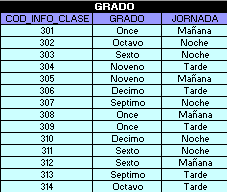 GRADO
COD_INFO_CLASE GRADO JORNADA
301 Once Mañana
302 Octavo Noche
303 Sexto Noche
304 Noveno Tarde
305 Noveno Mañana
306 Decimo Tarde
307 Septimo Noche
308 Once Mañana
309 Once Tarde
310 Decimo Noche
311 Sexto Noche
312 Sexto Mañana
313 Sexto Tarde
314 Octavo Tarde